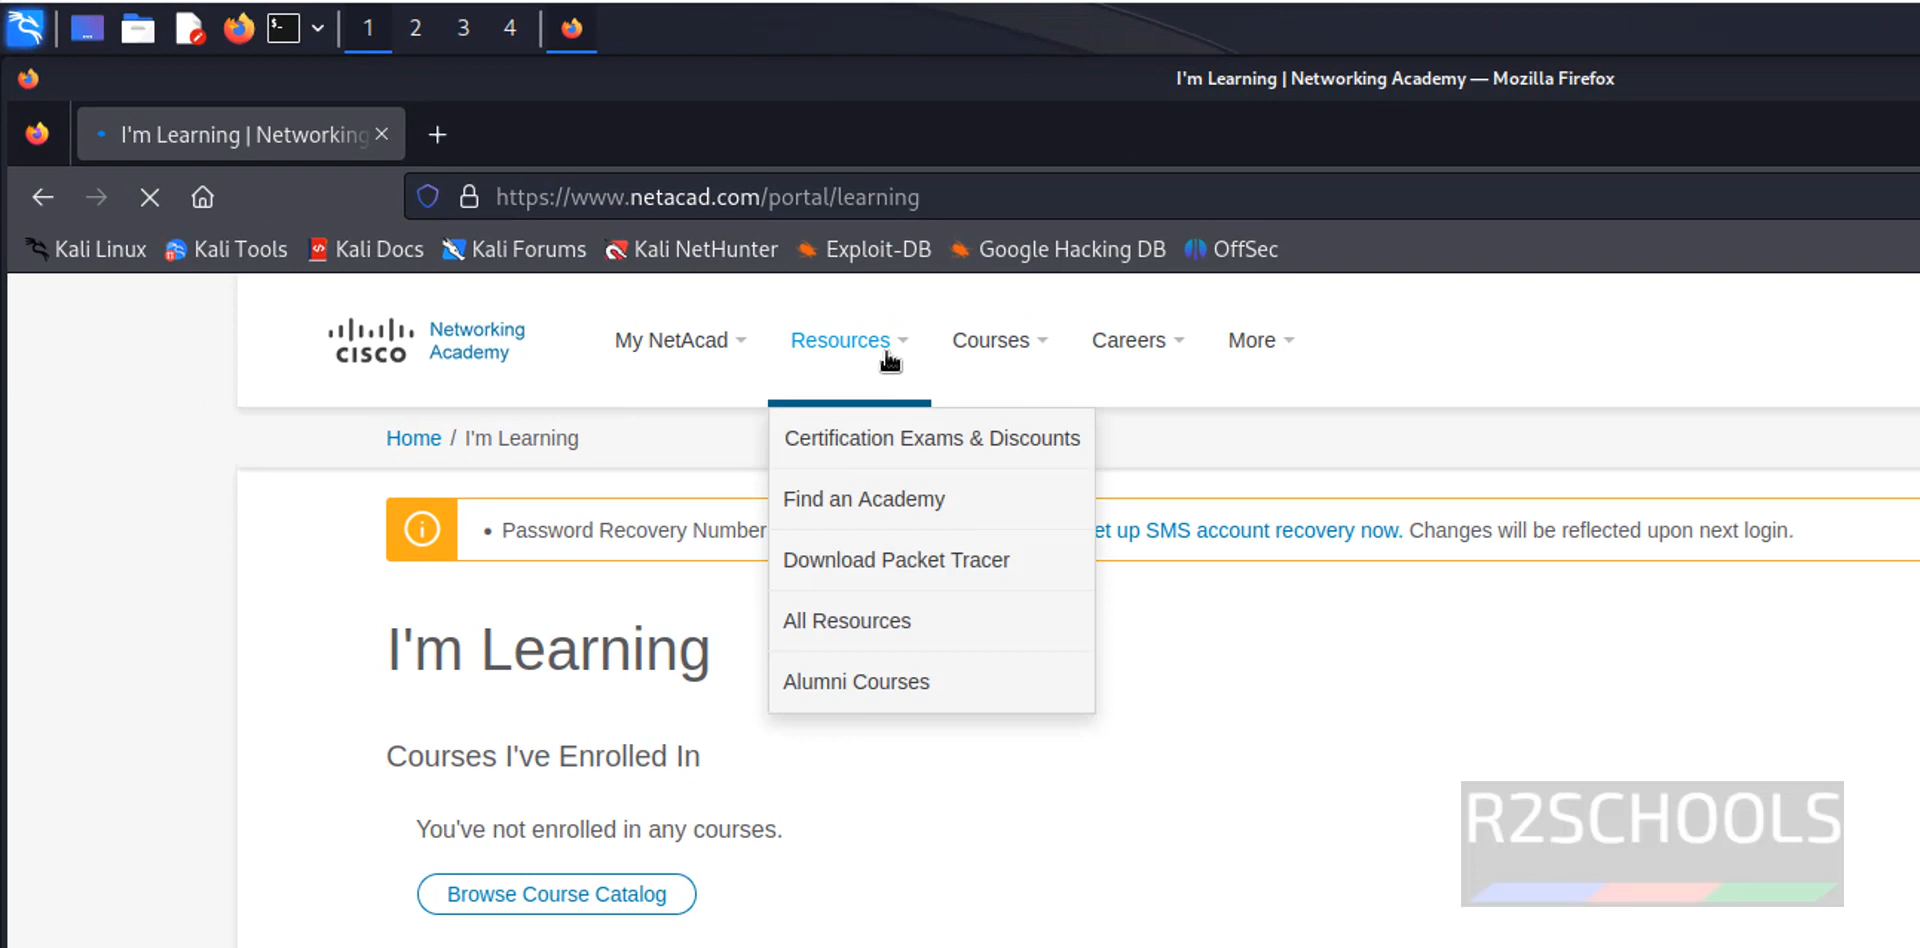 1 2 3 4
I'm Learning | Networking Academy — Mozilla Firefox
I'm Learning | Networking
https://www.netacad.com/portal/learning
Kali Linux Kali Tools Kali Docs Kali Forums Kali NetHunter Exploit-DB Google Hacking DB OffSec
CISCO Networking Academy
My NetAcad Resources Courses Careers More
Home / I'm Learning
Certification Exams & Discounts
Find an Academy
• Password Recovery Number
et up SMS account recovery now. Changes will be reflected upon next login.
Download Packet Tracer
All Resources
Alumni Courses
I'm Learning
Courses I've Enrolled In
You've not enrolled in any courses.
Browse Course Catalog
R2SCHOOLS